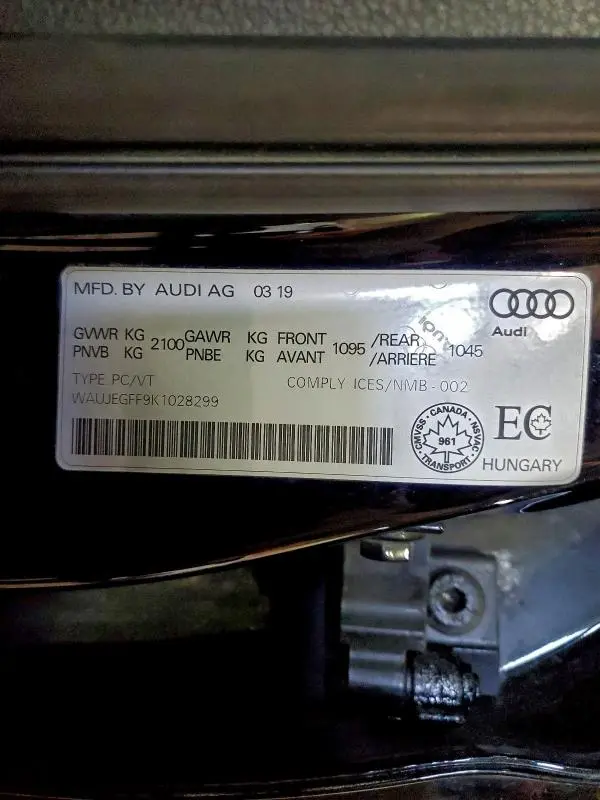 MFD. BY AUDI AG 03 19
Audi
GVWR KG 2100 GAWR KG FRONT 1095 /REAR 1045
PNVB KG PNBE KG AVANT /ARRIERE
TYPE PC/VT COMPLY ICES/NMB-002
WAUJEGFF9K1028299
CMVSS · CANADA · NSVAC
961
TRANSPORT
EC
HUNGARY